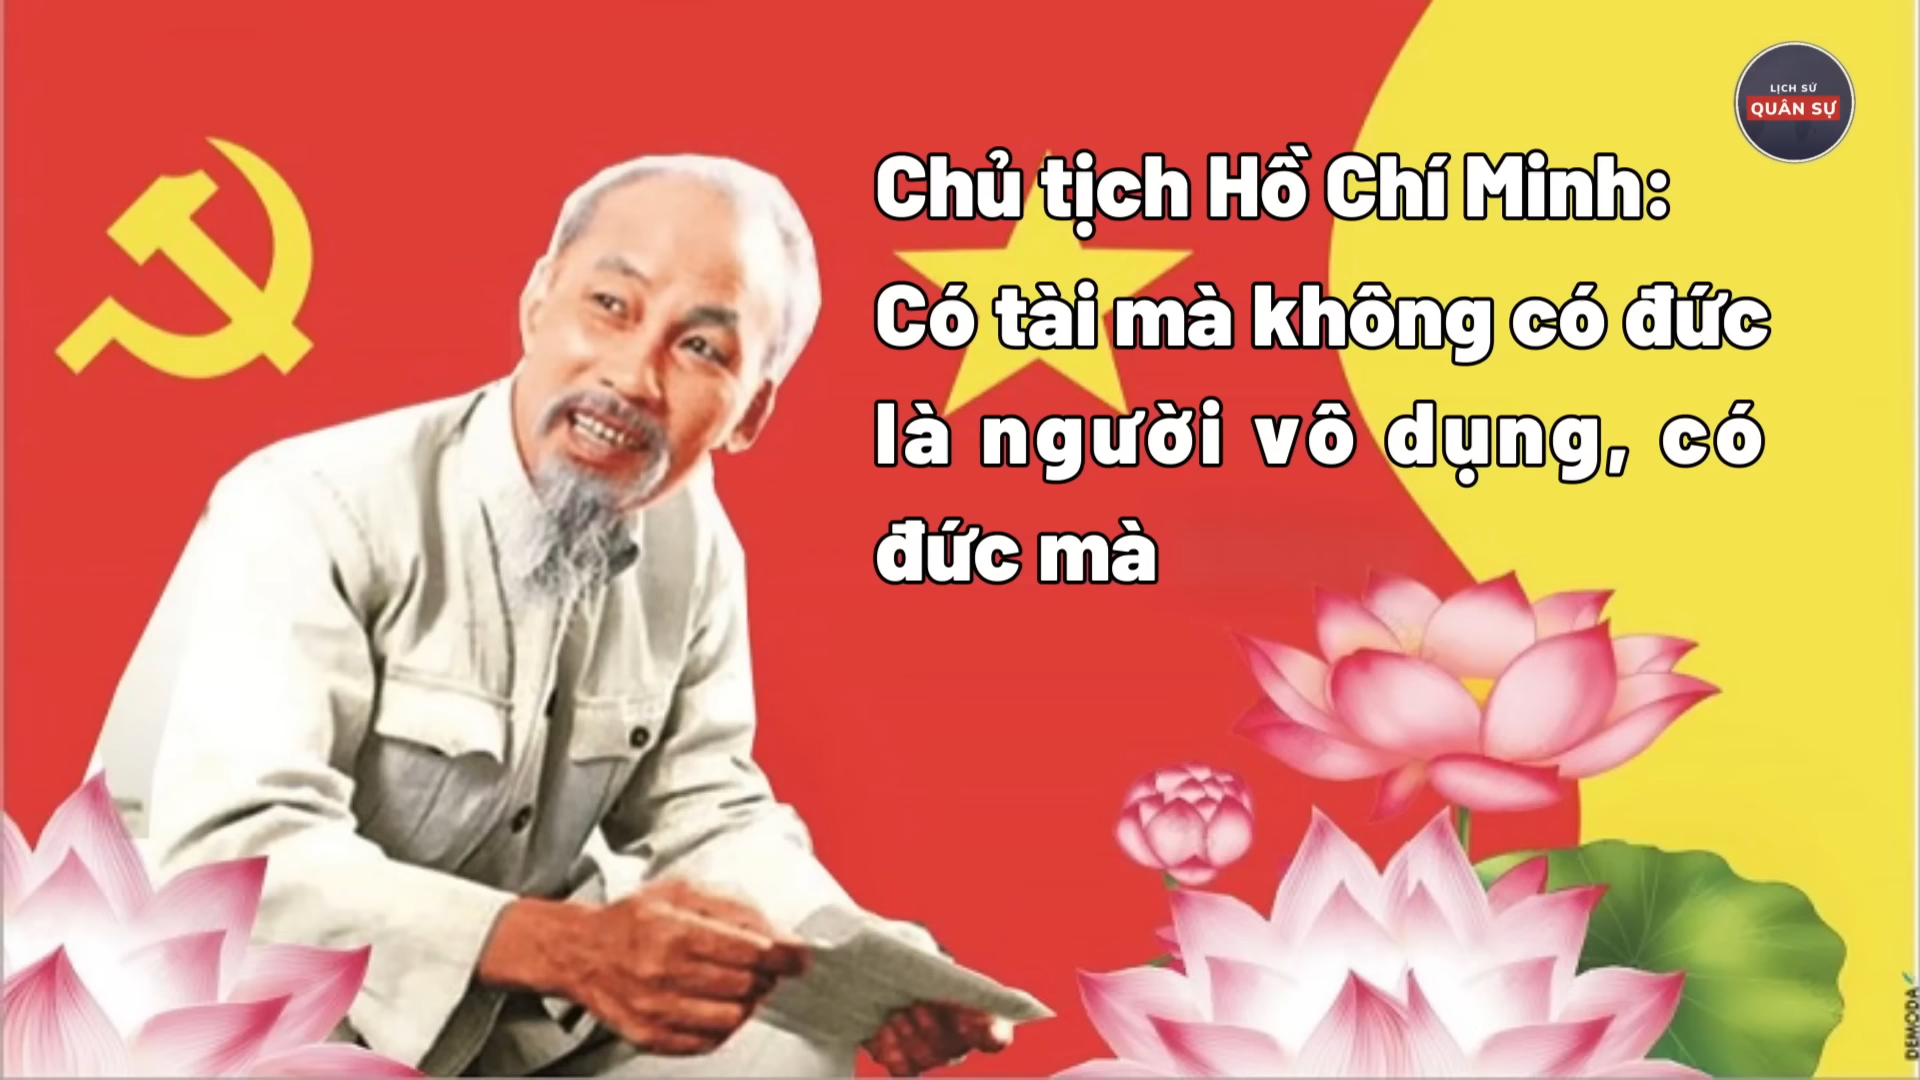 LỊCH SỬ
QUÂN SỰ
Chủ tịch Hồ Chí Minh:
Có tài mà không có đức
là người vô dụng, có
đức mà
DEMODA